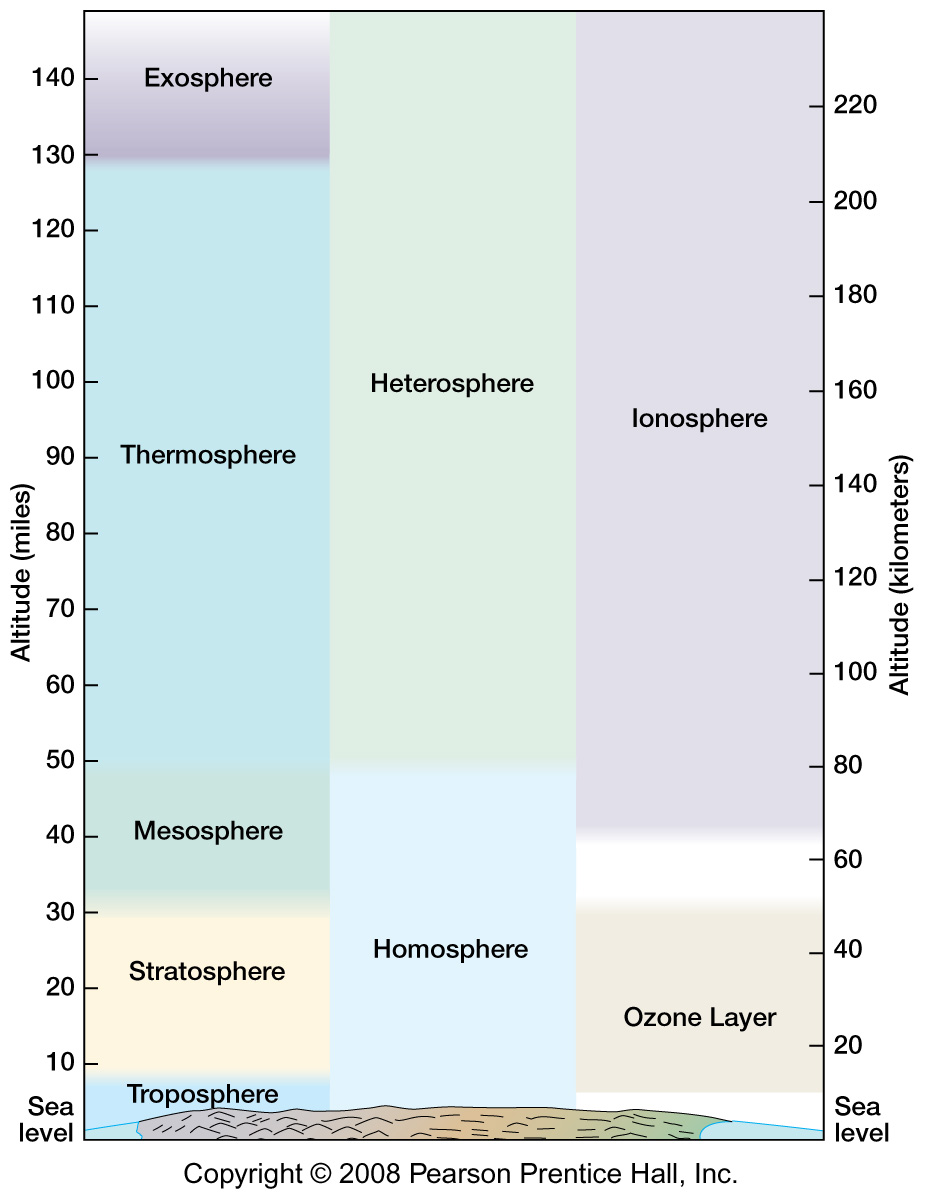 Exosphere
Thermosphere
Mesosphere
Stratosphere
Troposphere
Heterosphere
Homosphere
Ionosphere
Ozone Layer
Altitude (miles)
140
130
120
110
100
90
80
70
60
50
40
30
20
10
Sea
level
Altitude (kilometers)
220
200
180
160
140
120
100
80
60
40
20
Sea
level
Copyright © 2008 Pearson Prentice Hall, Inc.